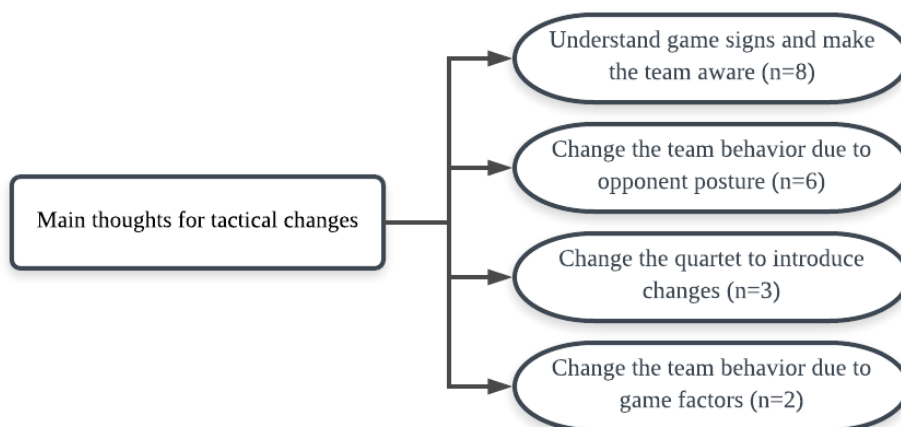 Understand game signs and make
the team aware (n=8)
Change the team behavior due to
opponent posture (n=6)
Main thoughts for tactical changes
Change the quartet to introduce
changes (n=3)
Change the team behavior due to
game factors (n=2)